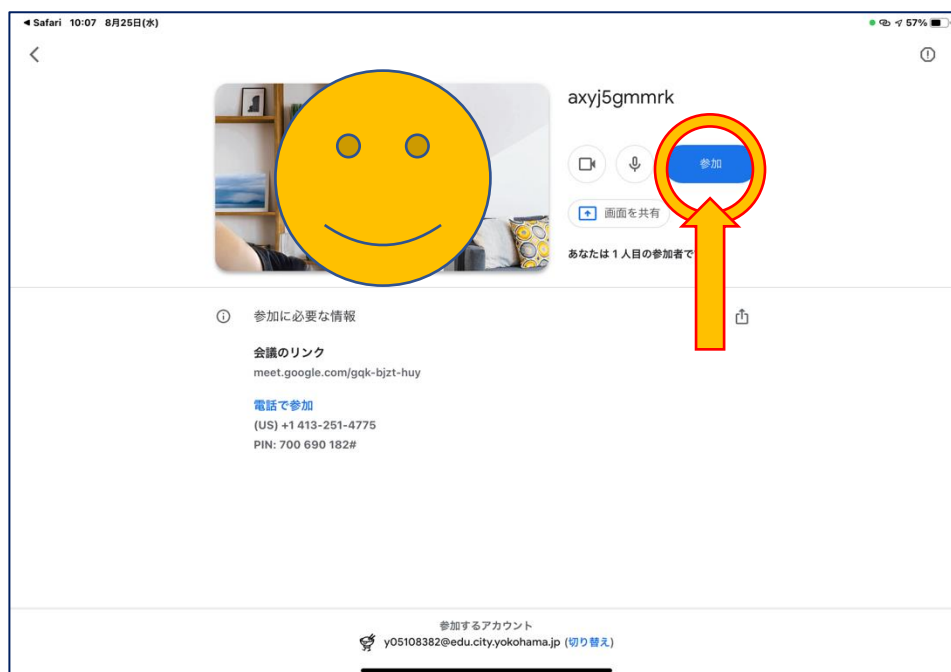 ◀ Safari 10:07 8月25日(水)
57%
axyj5gmmrk
参加
画面を共有
あなたは 1 人目の参加者で
参加に必要な情報
会議のリンク
meet.google.com/gqk-bjzt-huy
電話で参加
(US) +1 413-251-4775
PIN: 700 690 182#
参加するアカウント
y05108382@edu.city.yokohama.jp (切り替え)